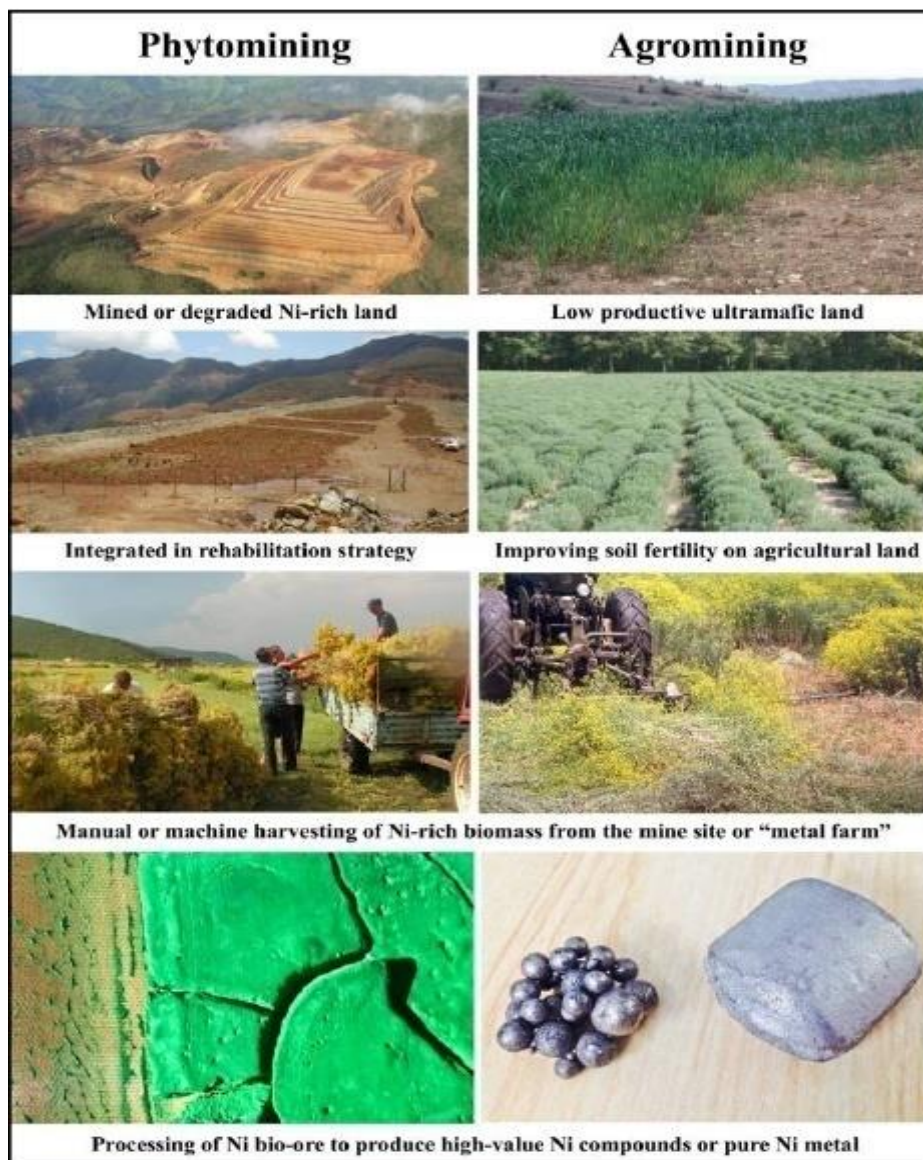 Phytomining
Agromining
Mined or degraded Ni-rich land
Low productive ultramafic land
Integrated in rehabilitation strategy
Improving soil fertility on agricultural land
Manual or machine harvesting of Ni-rich biomass from the mine site or “metal farm”
Processing of Ni bio-ore to produce high-value Ni compounds or pure Ni metal